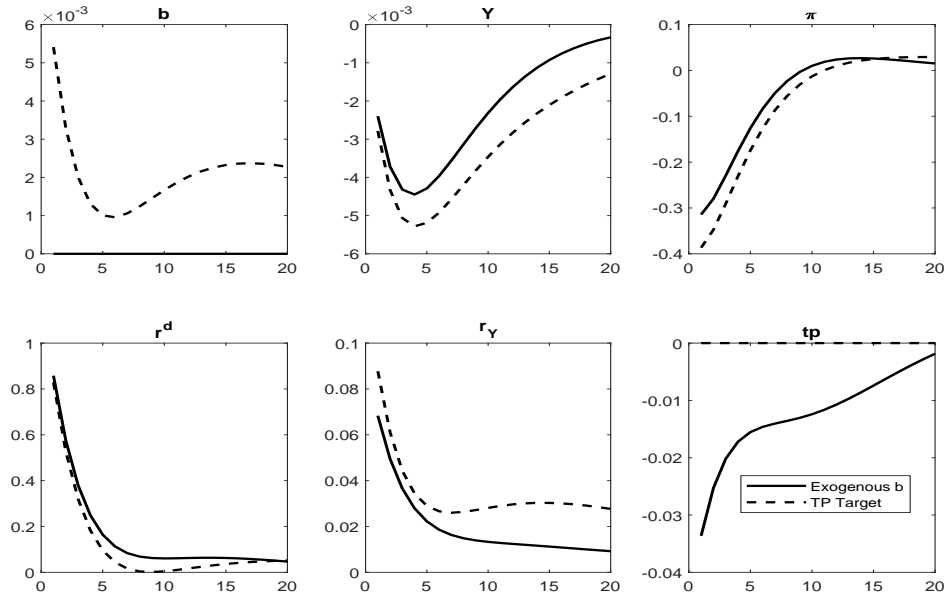 b
×10^-3
6
5
4
3
2
1
0
0 5 10 15 20
Y
×10^-3
0
-1
-2
-3
-4
-5
-6
0 5 10 15 20
π
0.1
0
-0.1
-0.2
-0.3
-0.4
0 5 10 15 20
r^d
1
0.8
0.6
0.4
0.2
0
0 5 10 15 20
r_Y
0.1
0.08
0.06
0.04
0.02
0
0 5 10 15 20
tp
0
-0.01
-0.02
-0.03
-0.04
0 5 10 15 20
Exogenous b
TP Target